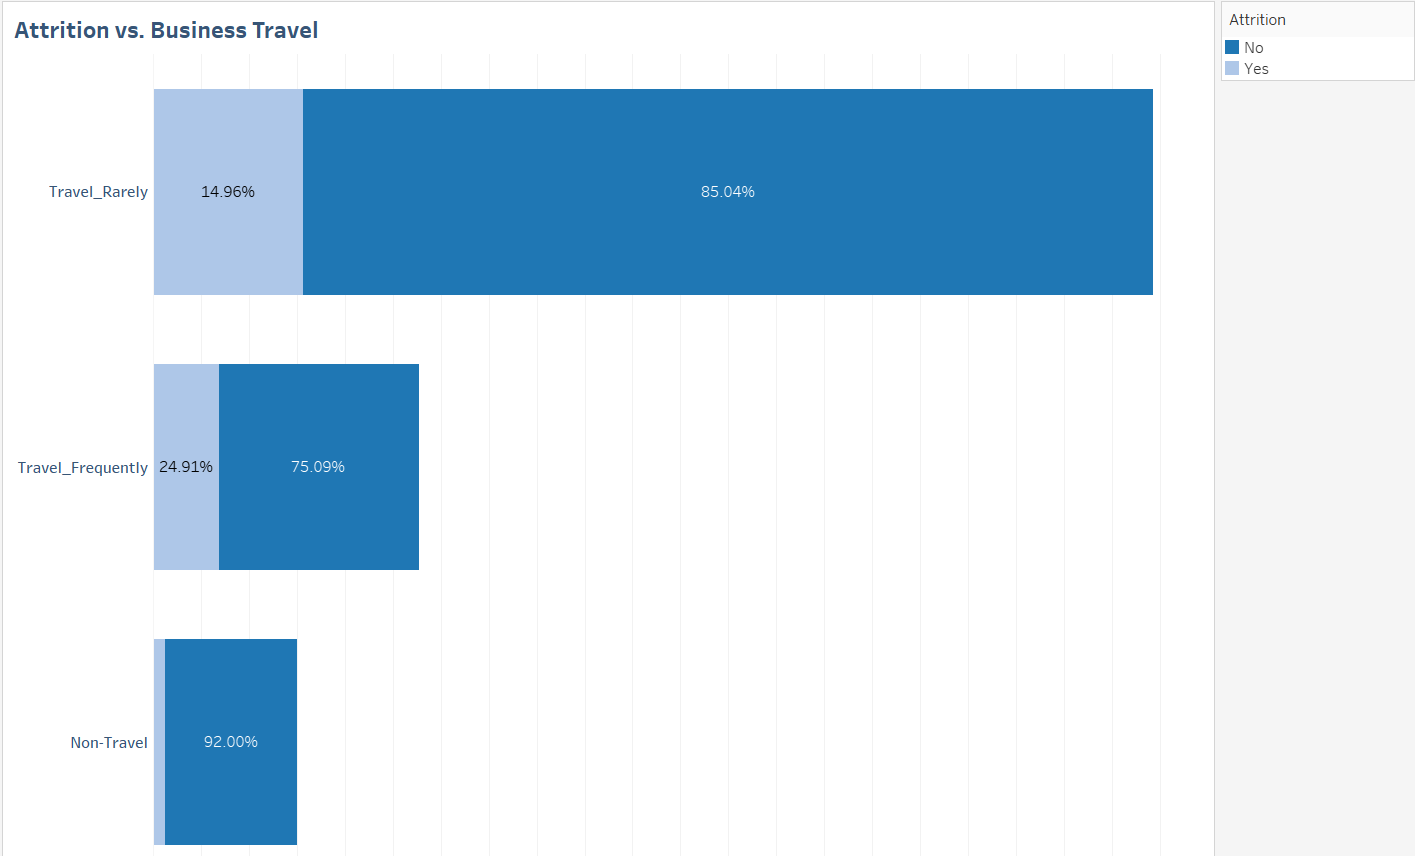 Attrition vs. Business Travel
Attrition
No
Yes
Travel_Rarely
14.96%
85.04%
Travel_Frequently
24.91%
75.09%
Non-Travel
92.00%